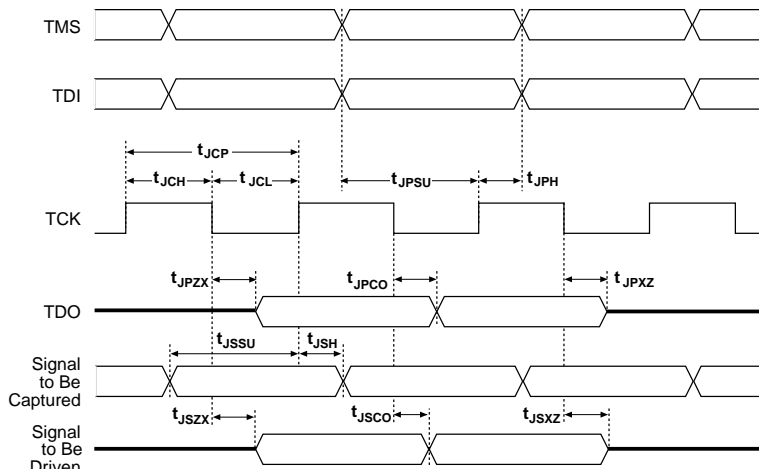 TMS
TDI
tJCP
tJCH tJCL tJPSU tJPH
TCK
tJPZX tJPCO tJPXZ
TDO
tJSSU tJSH
Signal
to Be
Captured
tJSZX tJSCO tJSXZ
Signal
to Be
Driven